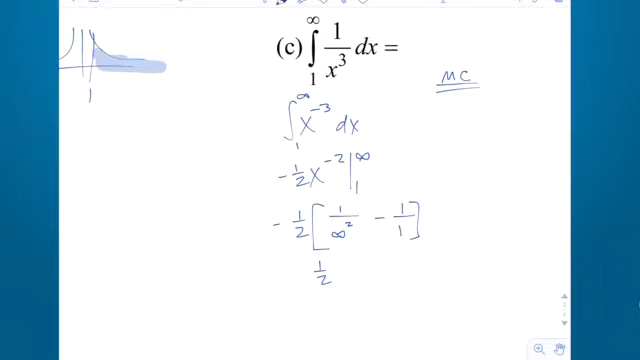 (c) ∫₁^∞ 1/x³ dx =
MC
1
∫₁^∞ x⁻³ dx
-1/2 x⁻² |₁^∞
-1/2 [ 1/∞² - 1/1 ]
1/2